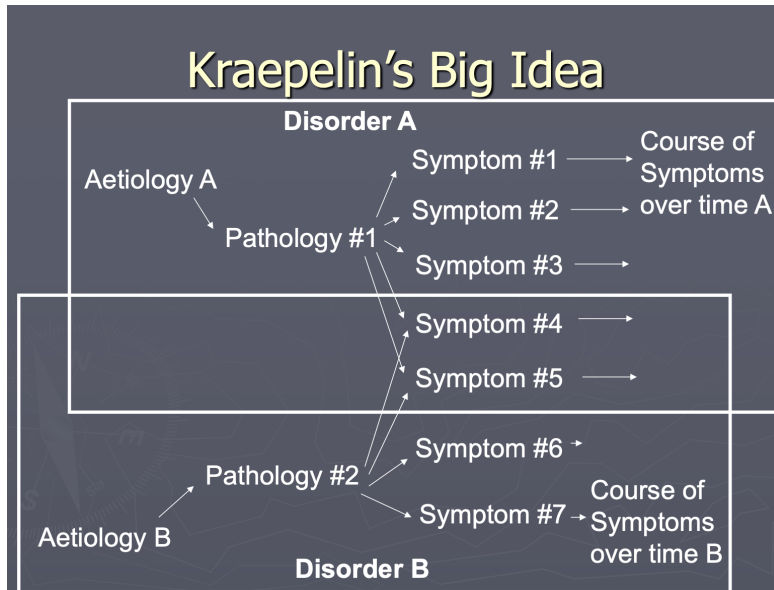 Kraepelin's Big Idea
Disorder A
Aetiology A
Pathology #1
Symptom #1
Symptom #2
Symptom #3
Symptom #4
Symptom #5
Course of
Symptoms
over time A
Pathology #2
Aetiology B
Symptom #6
Symptom #7
Course of
Symptoms
over time B
Disorder B